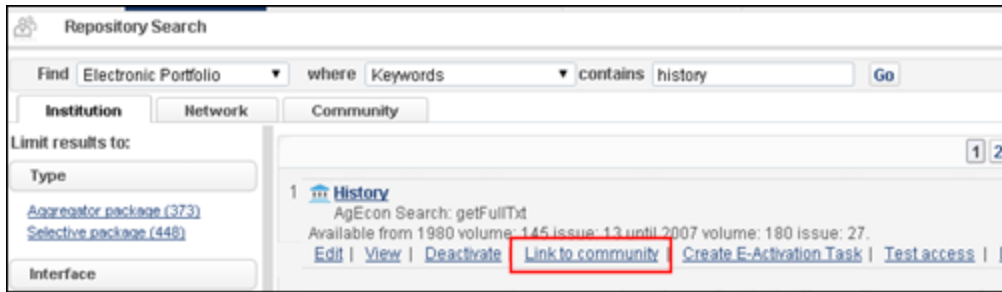 Repository Search
Find Electronic Portfolio where Keywords contains history Go
Institution Network Community
Limit results to:
1 2
Type
1 History
Aggregator package (373)
AgEcon Search: getFullTxt
Selective package (448)
Available from 1980 volume: 145 issue: 13 until 2007 volume: 180 issue: 27.
Edit | View | Deactivate | Link to community | Create E-Activation Task | Test access |
Interface